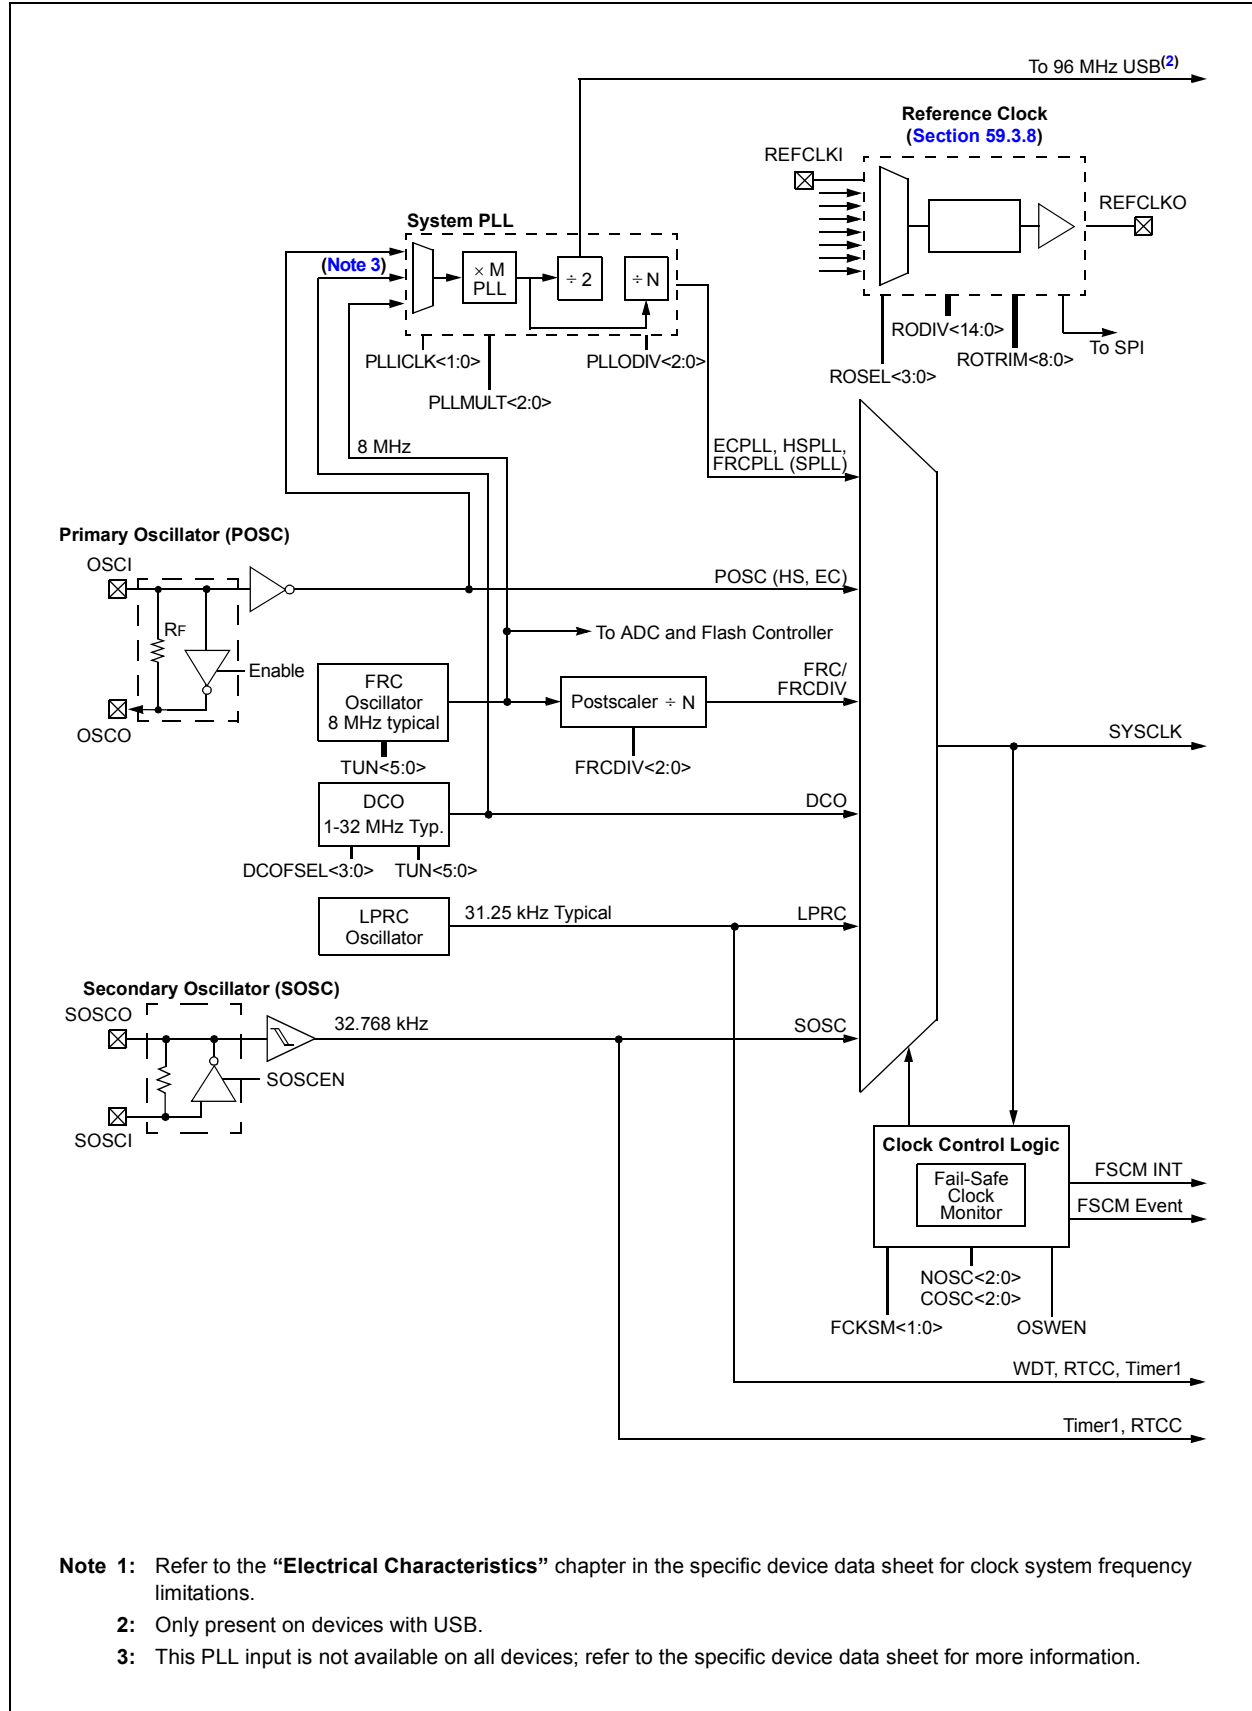 To 96 MHz USB(2)
Reference Clock
(Section 59.3.8)
REFCLKI
REFCLKO
System PLL
(Note 3)
× M
PLL
÷ 2
÷ N
RODIV<14:0>
To SPI
PLLICLK<1:0>
PLLODIV<2:0>
ROTRIM<8:0>
ROSEL<3:0>
PLLMULT<2:0>
8 MHz
ECPLL, HSPLL,
FRCPLL (SPLL)
Primary Oscillator (POSC)
OSCI
POSC (HS, EC)
RF
To ADC and Flash Controller
Enable
FRC
Oscillator
8 MHz typical
Postscaler ÷ N
FRC/
FRCDIV
OSCO
SYSCLK
TUN<5:0>
FRCDIV<2:0>
DCO
1-32 MHz Typ.
DCO
DCOFSEL<3:0>
TUN<5:0>
LPRC
Oscillator
31.25 kHz Typical
LPRC
Secondary Oscillator (SOSC)
SOSCO
32.768 kHz
SOSC
SOSCEN
SOSCI
Clock Control Logic
Fail-Safe
Clock
Monitor
FSCM INT
FSCM Event
NOSC<2:0>
COSC<2:0>
FCKSM<1:0>
OSWEN
WDT, RTCC, Timer1
Timer1, RTCC
Note 1: Refer to the “Electrical Characteristics” chapter in the specific device data sheet for clock system frequency
limitations.
2: Only present on devices with USB.
3: This PLL input is not available on all devices; refer to the specific device data sheet for more information.